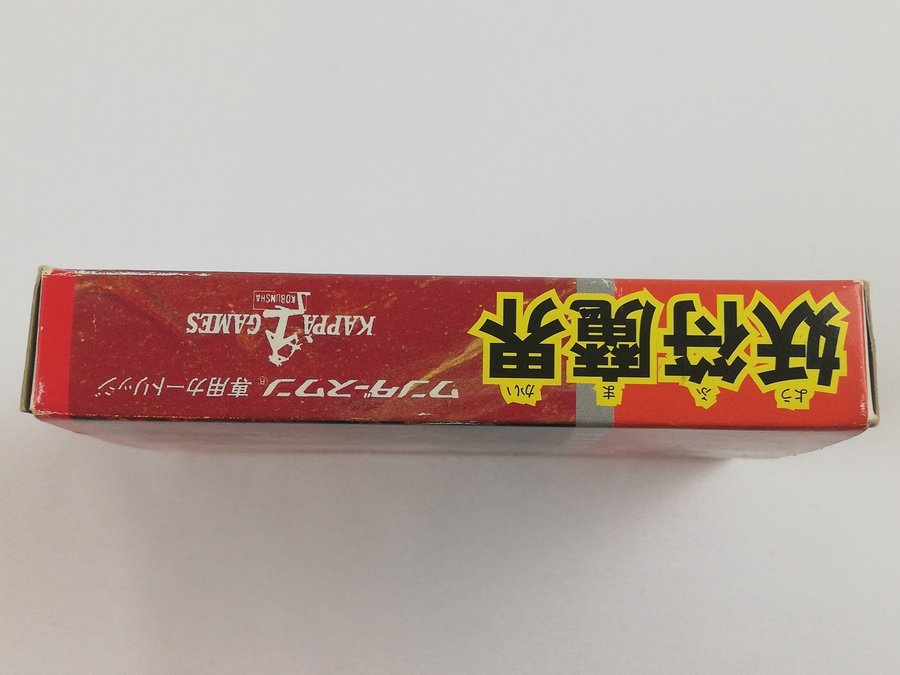 よう ふ ま かい
妖符魔界
ワンダースワン® 専用カートリッジ
KAPPA GAMES
KOBUNSHA